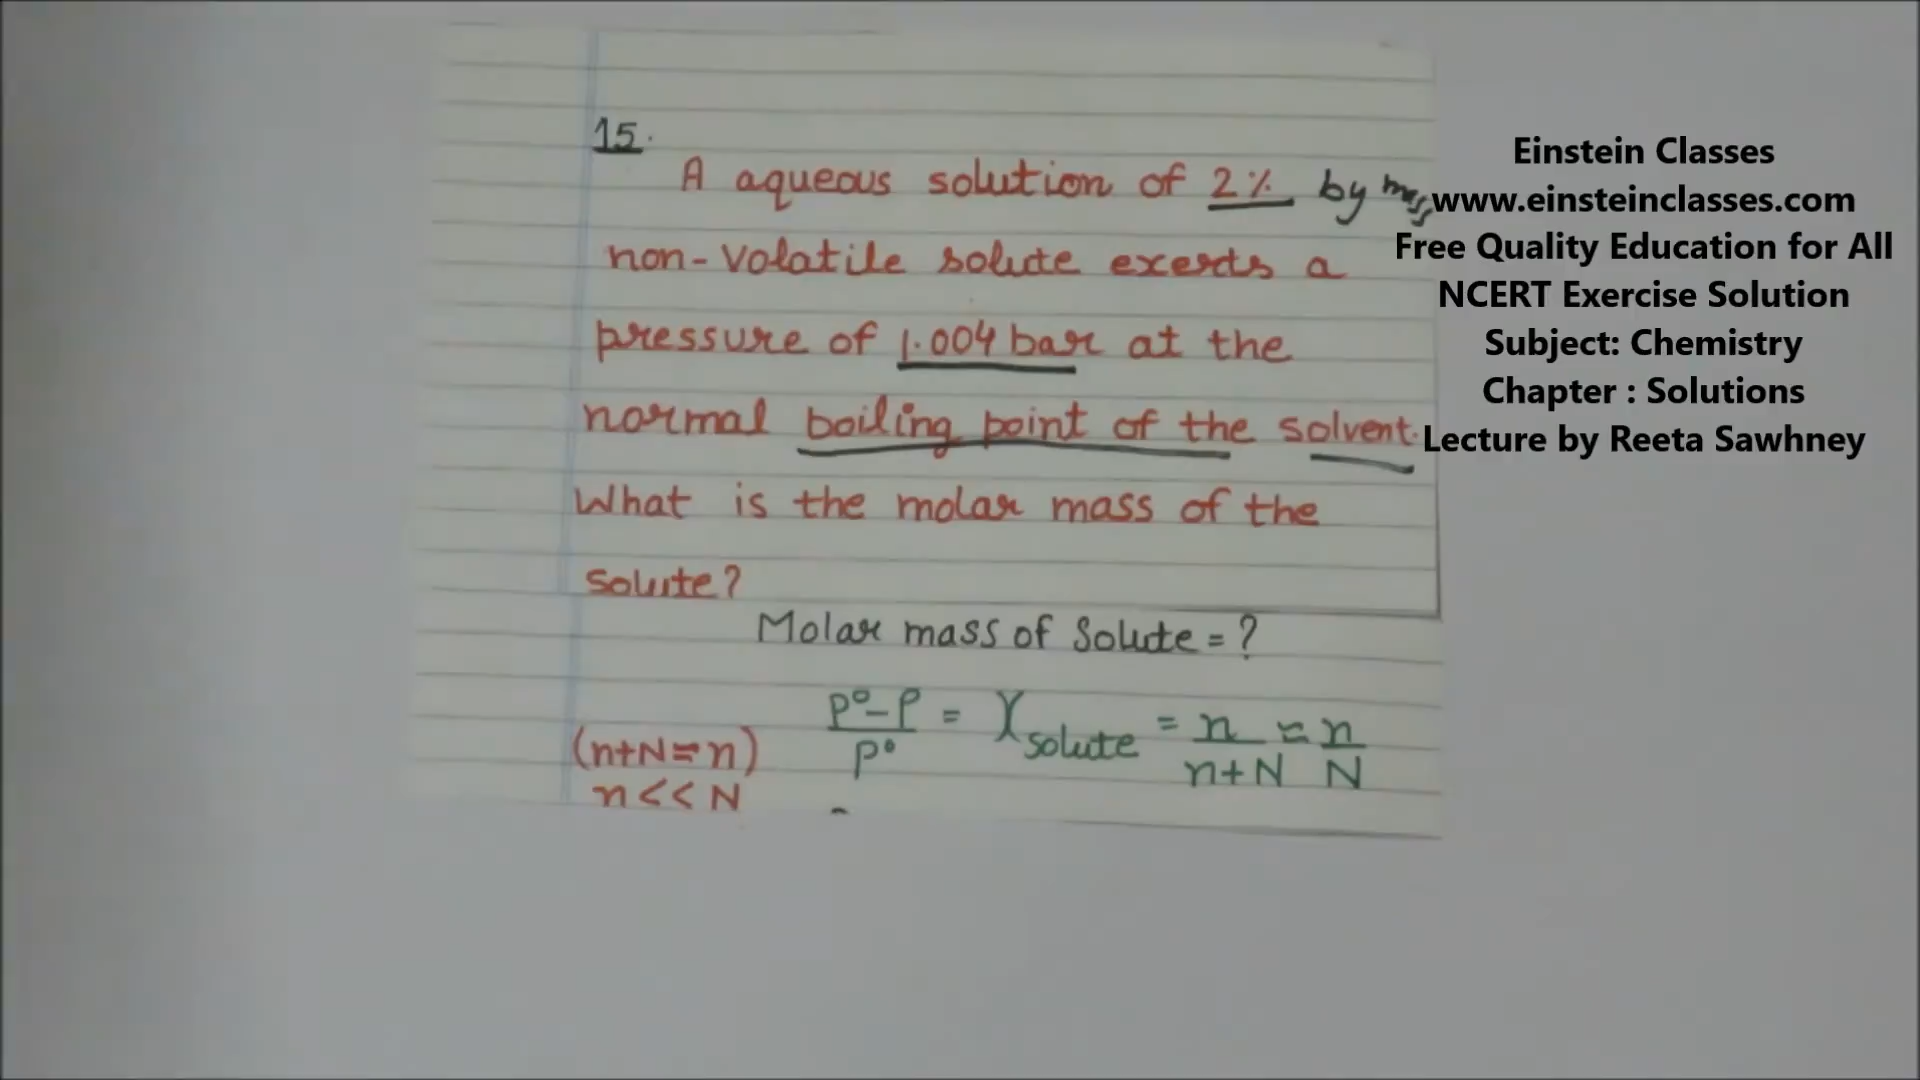 15.
A aqueous solution of 2% by mass
non-volatile solute exerts a
pressure of 1.004 bar at the
normal boiling point of the solvent.
What is the molar mass of the
solute?
Molar mass of Solute = ?
P°-P / P° = X solute = n / n+N ≈ n / N
(n+N=n)
n<<N
Einstein Classes
www.einsteinclasses.com
Free Quality Education for All
NCERT Exercise Solution
Subject: Chemistry
Chapter : Solutions
Lecture by Reeta Sawhney